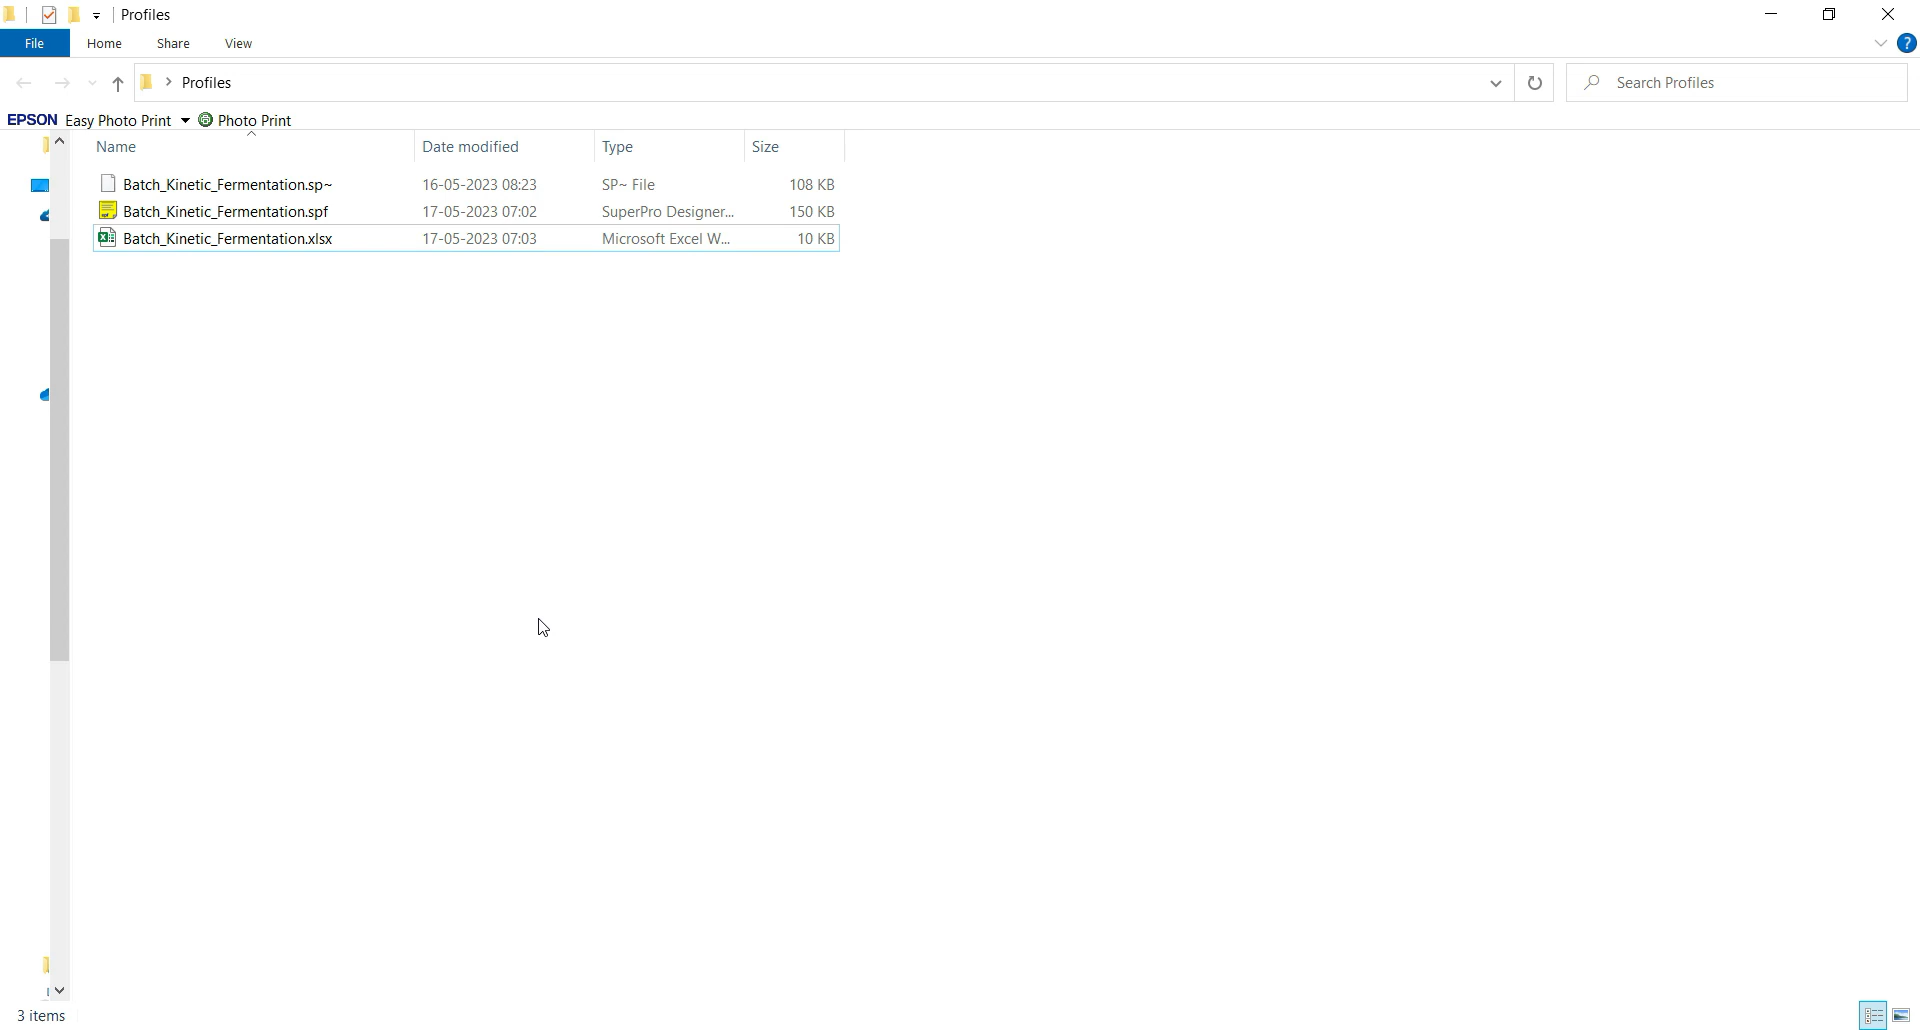 Profiles
File Home Share View
Profiles Search Profiles
EPSON Easy Photo Print Photo Print
Name Date modified Type Size
Batch_Kinetic_Fermentation.sp~ 16-05-2023 08:23 SP~ File 108 KB
Batch_Kinetic_Fermentation.spf 17-05-2023 07:02 SuperPro Designer... 150 KB
Batch_Kinetic_Fermentation.xlsx 17-05-2023 07:03 Microsoft Excel W... 10 KB
3 items